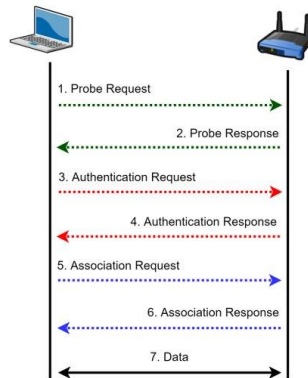 1. Probe Request
2. Probe Response
3. Authentication Request
4. Authentication Response
5. Association Request
6. Association Response
7. Data